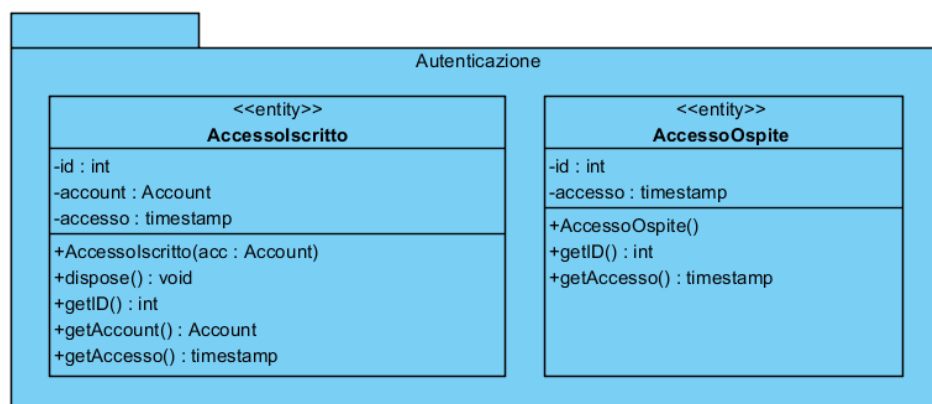 Autenticazione
<<entity>>
AccessoIscritto
-id : int
-account : Account
-accesso : timestamp
+AccessoIscritto(acc : Account)
+dispose() : void
+getID() : int
+getAccount() : Account
+getAccesso() : timestamp
<<entity>>
AccessoOspite
-id : int
-accesso : timestamp
+AccessoOspite()
+getID() : int
+getAccesso() : timestamp